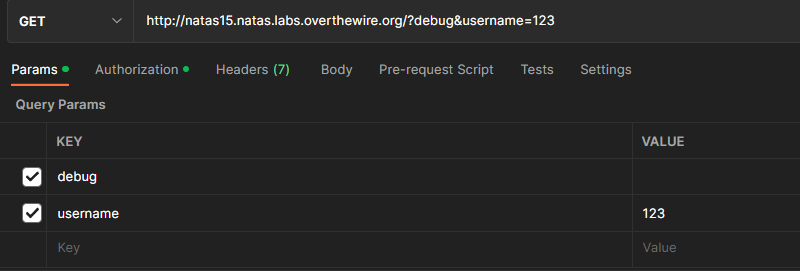 GET http://natas15.natas.labs.overthewire.org/?debug&username=123
Params Authorization Headers (7) Body Pre-request Script Tests Settings
Query Params
KEY VALUE
debug
username 123
Key Value